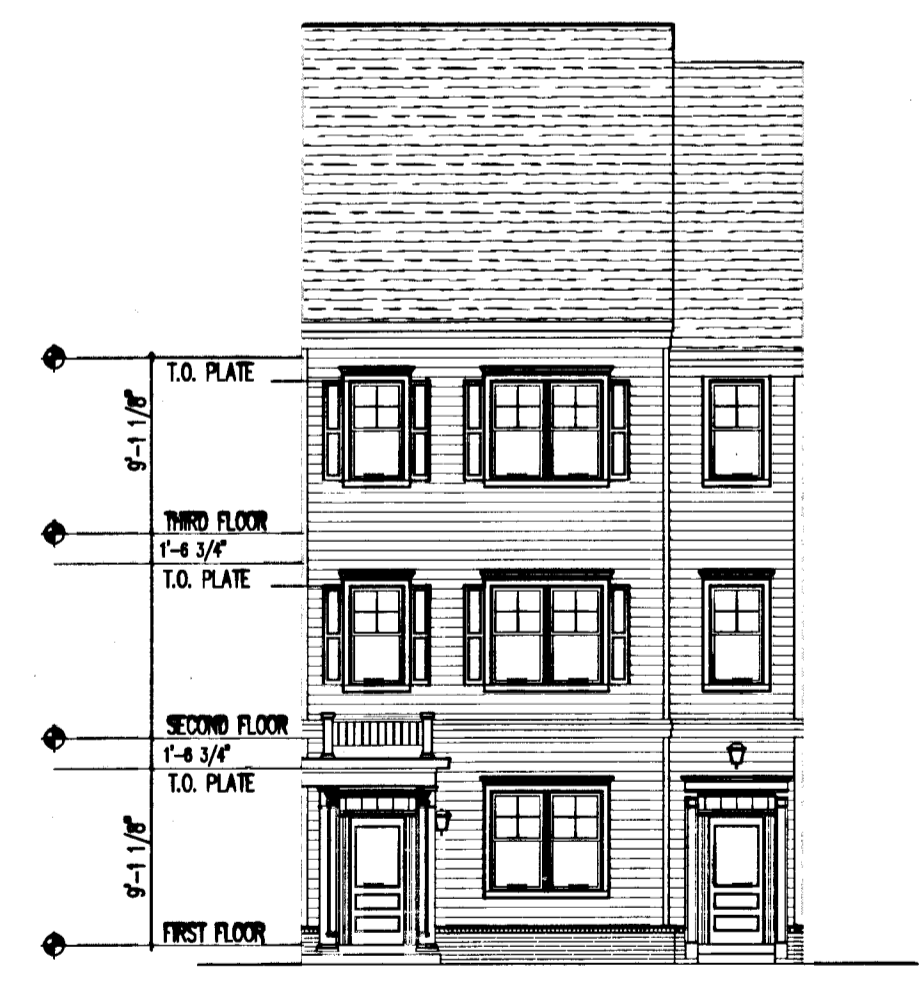 T.O. PLATE
9'-1 1/8"
THIRD FLOOR
1'-6 3/4"
T.O. PLATE
SECOND FLOOR
1'-6 3/4"
T.O. PLATE
9'-1 1/8"
FIRST FLOOR